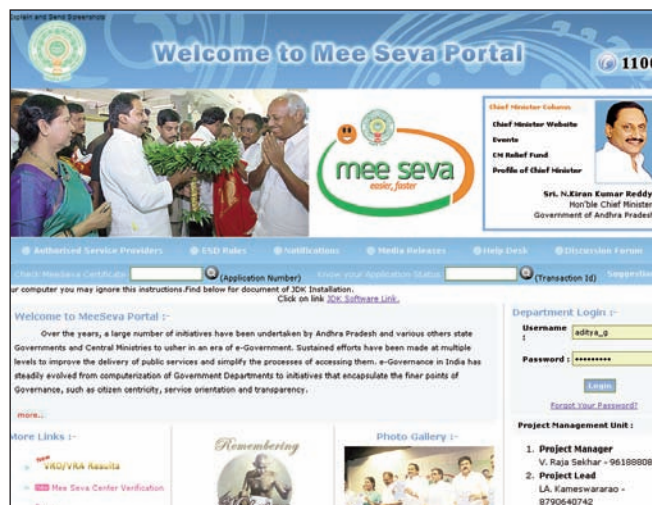 Explain and Send Screenshots
Welcome to Mee Seva Portal
1100
Chief Minister Column
Chief Minister Website
Events
CM Relief Fund
Profile of Chief Minister
Sri. N.Kiran Kumar Reddy
Hon'ble Chief Minister
Government of Andhra Pradesh
mee seva
easier, faster
Authorised Service Providers ESD Rules Notifications Media Releases Help Desk Discussion Forum
Check Meeseva Certificate (Application Number) Know your Application Status (Transaction Id) Suggestion
ur computer you may ignore this instructions.Find below for document of JDK Installation.
Click on link JDK Software Link.
Welcome to MeeSeva Portal :-
Over the years, a large number of initiatives have been undertaken by Andhra Pradesh and various others state
Governments and Central Ministries to usher in an era of e-Government. Sustained efforts have been made at multiple
levels to improve the delivery of public services and simplify the processes of accessing them. e-Governance in India has
steadily evolved from computerization of Government Departments to initiatives that encapsulate the finer points of
Governance, such as citizen centricity, service orientation and transparency.
more..
Department Login :-
Username : aditya_g
Password : •••••••••
Login
Forgot Your Password?
Project Management Unit :
1. Project Manager
V. Raja Sekhar - 96188808
2. Project Lead
LA. Kameswararao -
8790640742
More Links :-
New VRO/VRA Results
New Mee Seva Center Verification
Remembering
Photo Gallery :-